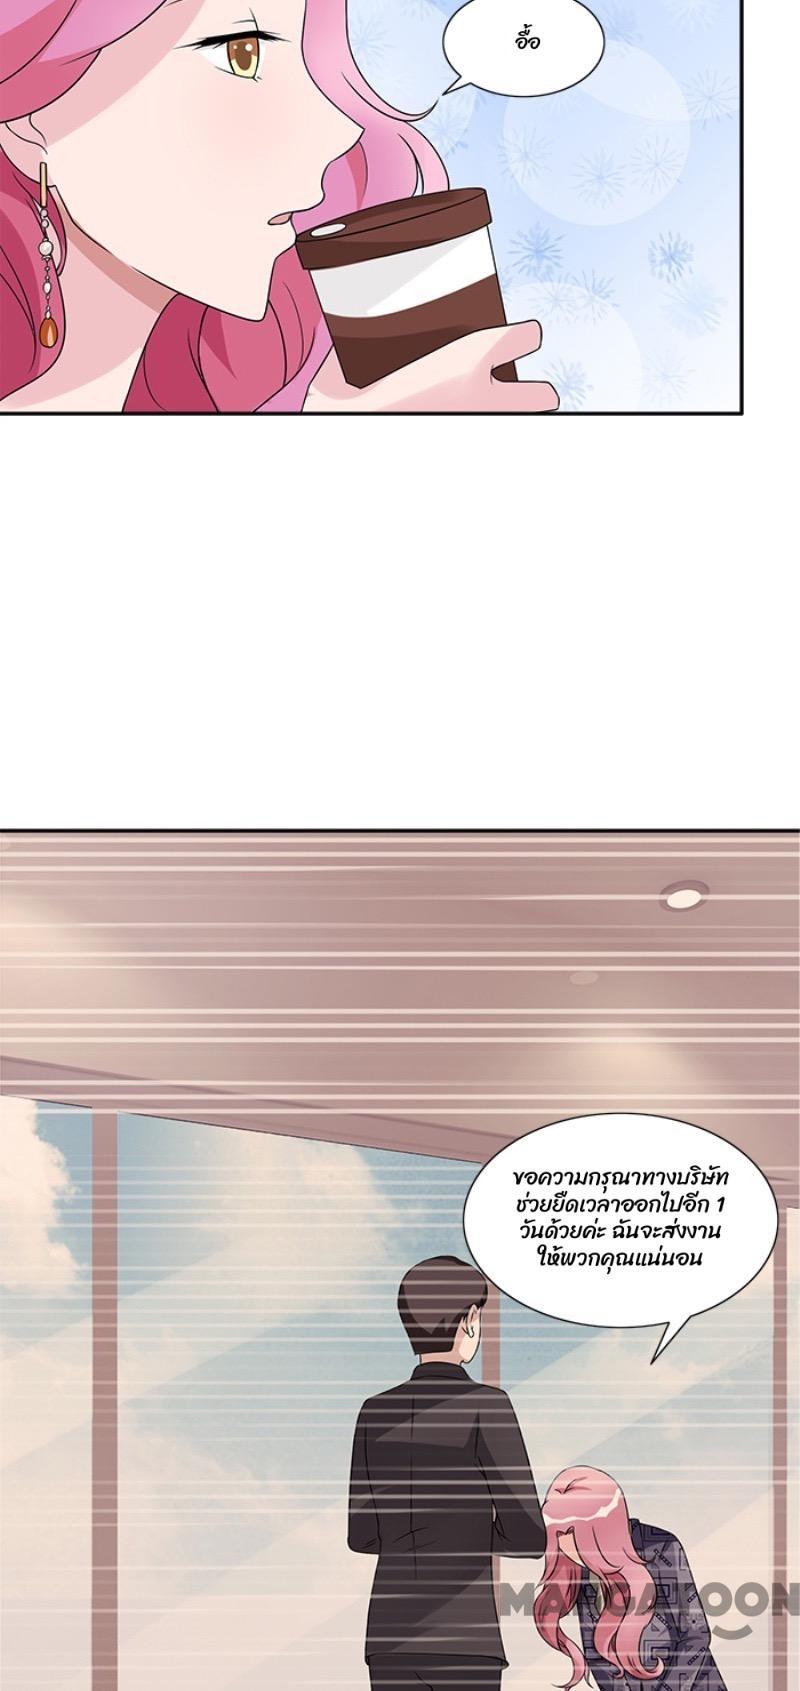 อื้อ
ขอความกรุณาทางบริษัท
ช่วยยืดเวลาออกไปอีก 1
วันด้วยค่ะ ฉันจะส่งงาน
ให้พวกคุณแน่นอน
MANGATOON